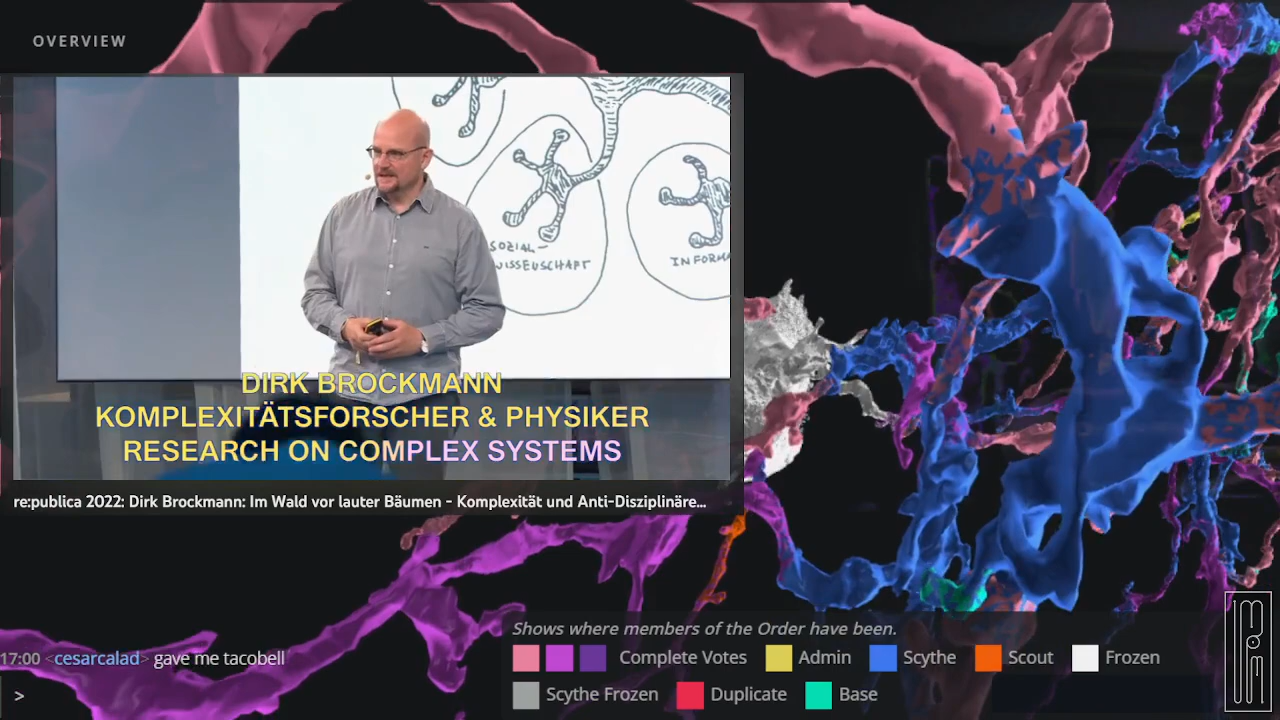 OVERVIEW
SOZIAL-
WISSENSCHAFT
DIRK BROCKMANN
KOMPLEXITÄTSFORSCHER & PHYSIKER
RESEARCH ON COMPLEX SYSTEMS
re:publica 2022: Dirk Brockmann: Im Wald vor lauter Bäumen – Komplexität und Anti-Disziplinäre...
Shows where members of the Order have been.
Complete Votes Admin Scythe Scout Frozen
Scythe Frozen Duplicate Base
17:00 <cesarcalad> gave me tacobell
>